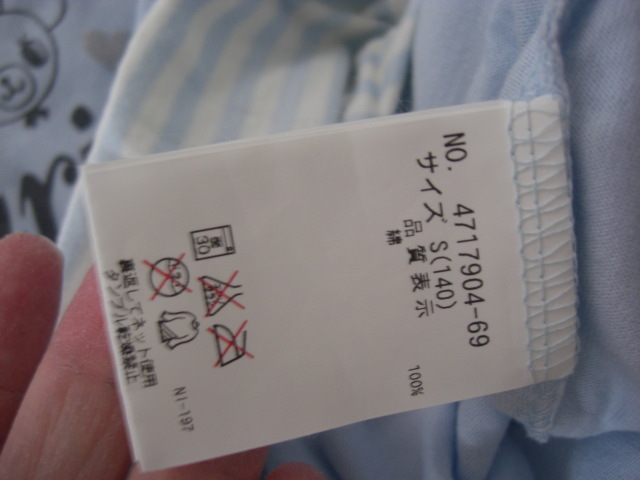 NO. 4717904-69
サイズ S(140)
品質表示
綿 100%
30
裏返してネット使用
タンブル乾燥禁止
NI-197